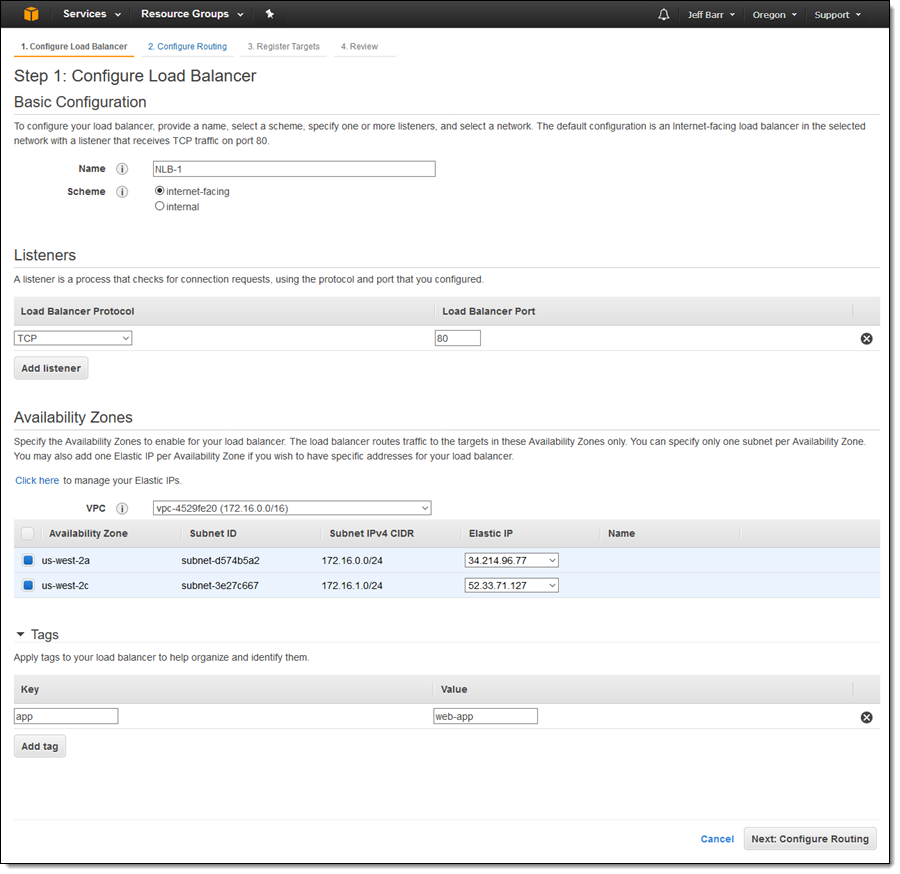 Services Resource Groups Jeff Barr Oregon Support
1. Configure Load Balancer 2. Configure Routing 3. Register Targets 4. Review
Step 1: Configure Load Balancer
Basic Configuration
To configure your load balancer, provide a name, select a scheme, specify one or more listeners, and select a network. The default configuration is an Internet-facing load balancer in the selected
network with a listener that receives TCP traffic on port 80.
Name i NLB-1
Scheme i internet-facing
internal
Listeners
A listener is a process that checks for connection requests, using the protocol and port that you configured.
Load Balancer Protocol Load Balancer Port
TCP 80
Add listener
Availability Zones
Specify the Availability Zones to enable for your load balancer. The load balancer routes traffic to the targets in these Availability Zones only. You can specify only one subnet per Availability Zone.
You may also add one Elastic IP per Availability Zone if you wish to have specific addresses for your load balancer.
Click here to manage your Elastic IPs.
VPC i vpc-4529fe20 (172.16.0.0/16)
Availability Zone Subnet ID Subnet IPv4 CIDR Elastic IP Name
us-west-2a subnet-d574b5a2 172.16.0.0/24 34.214.96.77
us-west-2c subnet-3e27c667 172.16.1.0/24 52.33.71.127
Tags
Apply tags to your load balancer to help organize and identify them.
Key Value
app web-app
Add tag
Cancel Next: Configure Routing